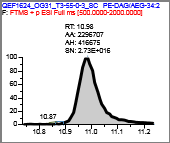 QEF1624_OG31_T3-55-0-3_SC PE-DAG/AEG-34:2
F: FTMS + p ESI Full ms [500.0000-2000.0000]
RT: 10.98
AA: 2296707
AH: 416675
SN: 2.73E+016
100
80
60
40
20
0
10.87
10.8 10.9 11.0 11.1 11.2